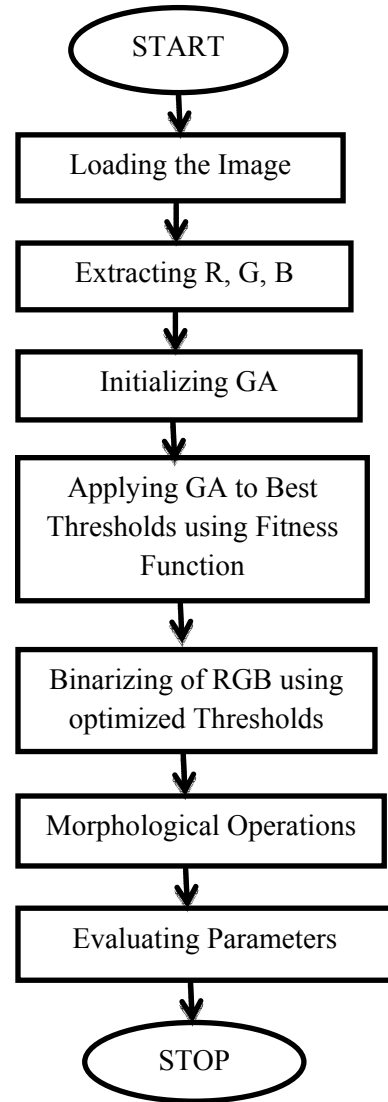 START
Loading the Image
Extracting R, G, B
Initializing GA
Applying GA to Best
Thresholds using Fitness
Function
Binarizing of RGB using
optimized Thresholds
Morphological Operations
Evaluating Parameters
STOP